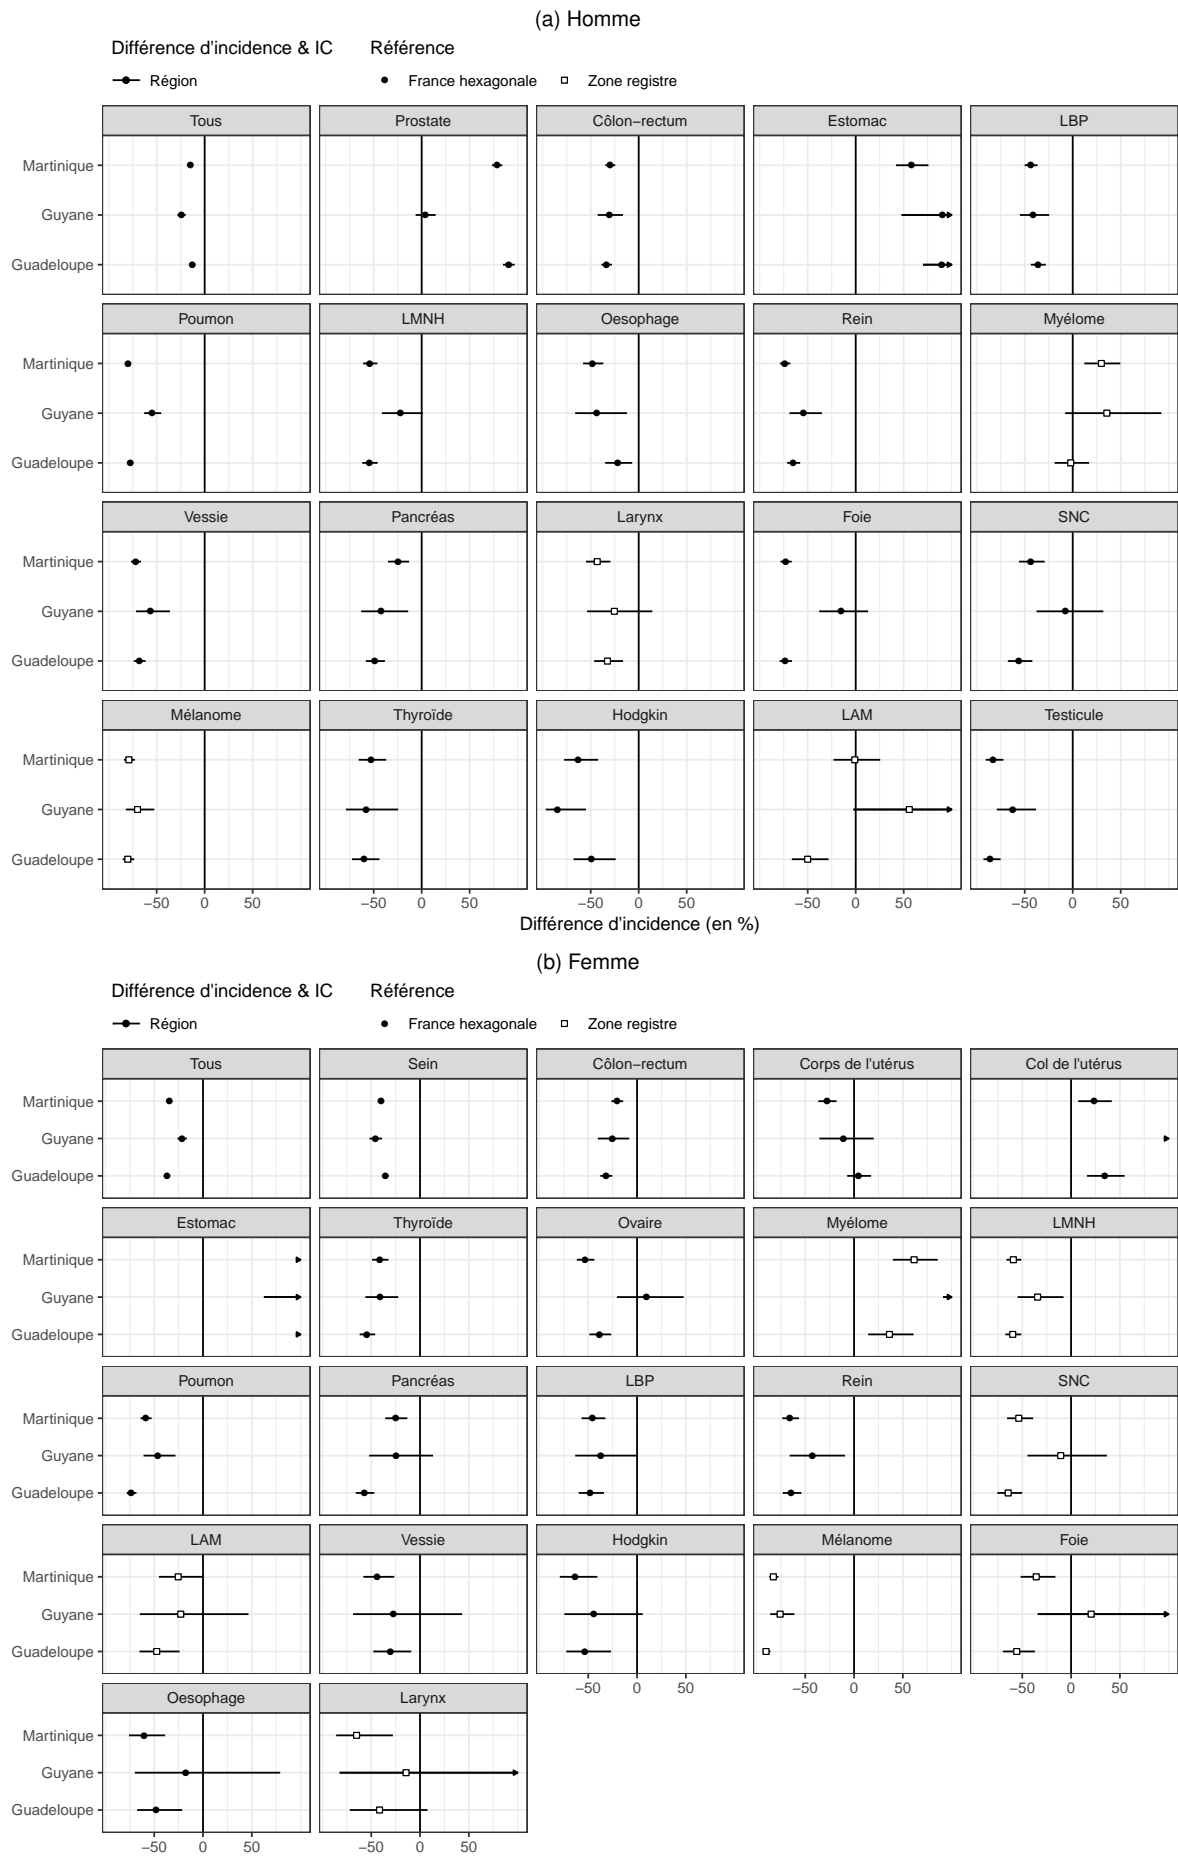 (a) Homme
Différence d'incidence & IC Référence
Région France hexagonale Zone registre
Tous Prostate Côlon−rectum Estomac LBP
Martinique
Guyane
Guadeloupe
Poumon LMNH Oesophage Rein Myélome
Martinique
Guyane
Guadeloupe
Vessie Pancréas Larynx Foie SNC
Martinique
Guyane
Guadeloupe
Mélanome Thyroïde Hodgkin LAM Testicule
Martinique
Guyane
Guadeloupe
−50 0 50 −50 0 50 −50 0 50 −50 0 50 −50 0 50
Différence d'incidence (en %)
(b) Femme
Différence d'incidence & IC Référence
Région France hexagonale Zone registre
Tous Sein Côlon−rectum Corps de l'utérus Col de l'utérus
Martinique
Guyane
Guadeloupe
Estomac Thyroïde Ovaire Myélome LMNH
Martinique
Guyane
Guadeloupe
Poumon Pancréas LBP Rein SNC
Martinique
Guyane
Guadeloupe
LAM Vessie Hodgkin Mélanome Foie
Martinique
Guyane
Guadeloupe
−50 0 50 −50 0 50 −50 0 50
Oesophage Larynx
Martinique
Guyane
Guadeloupe
−50 0 50 −50 0 50